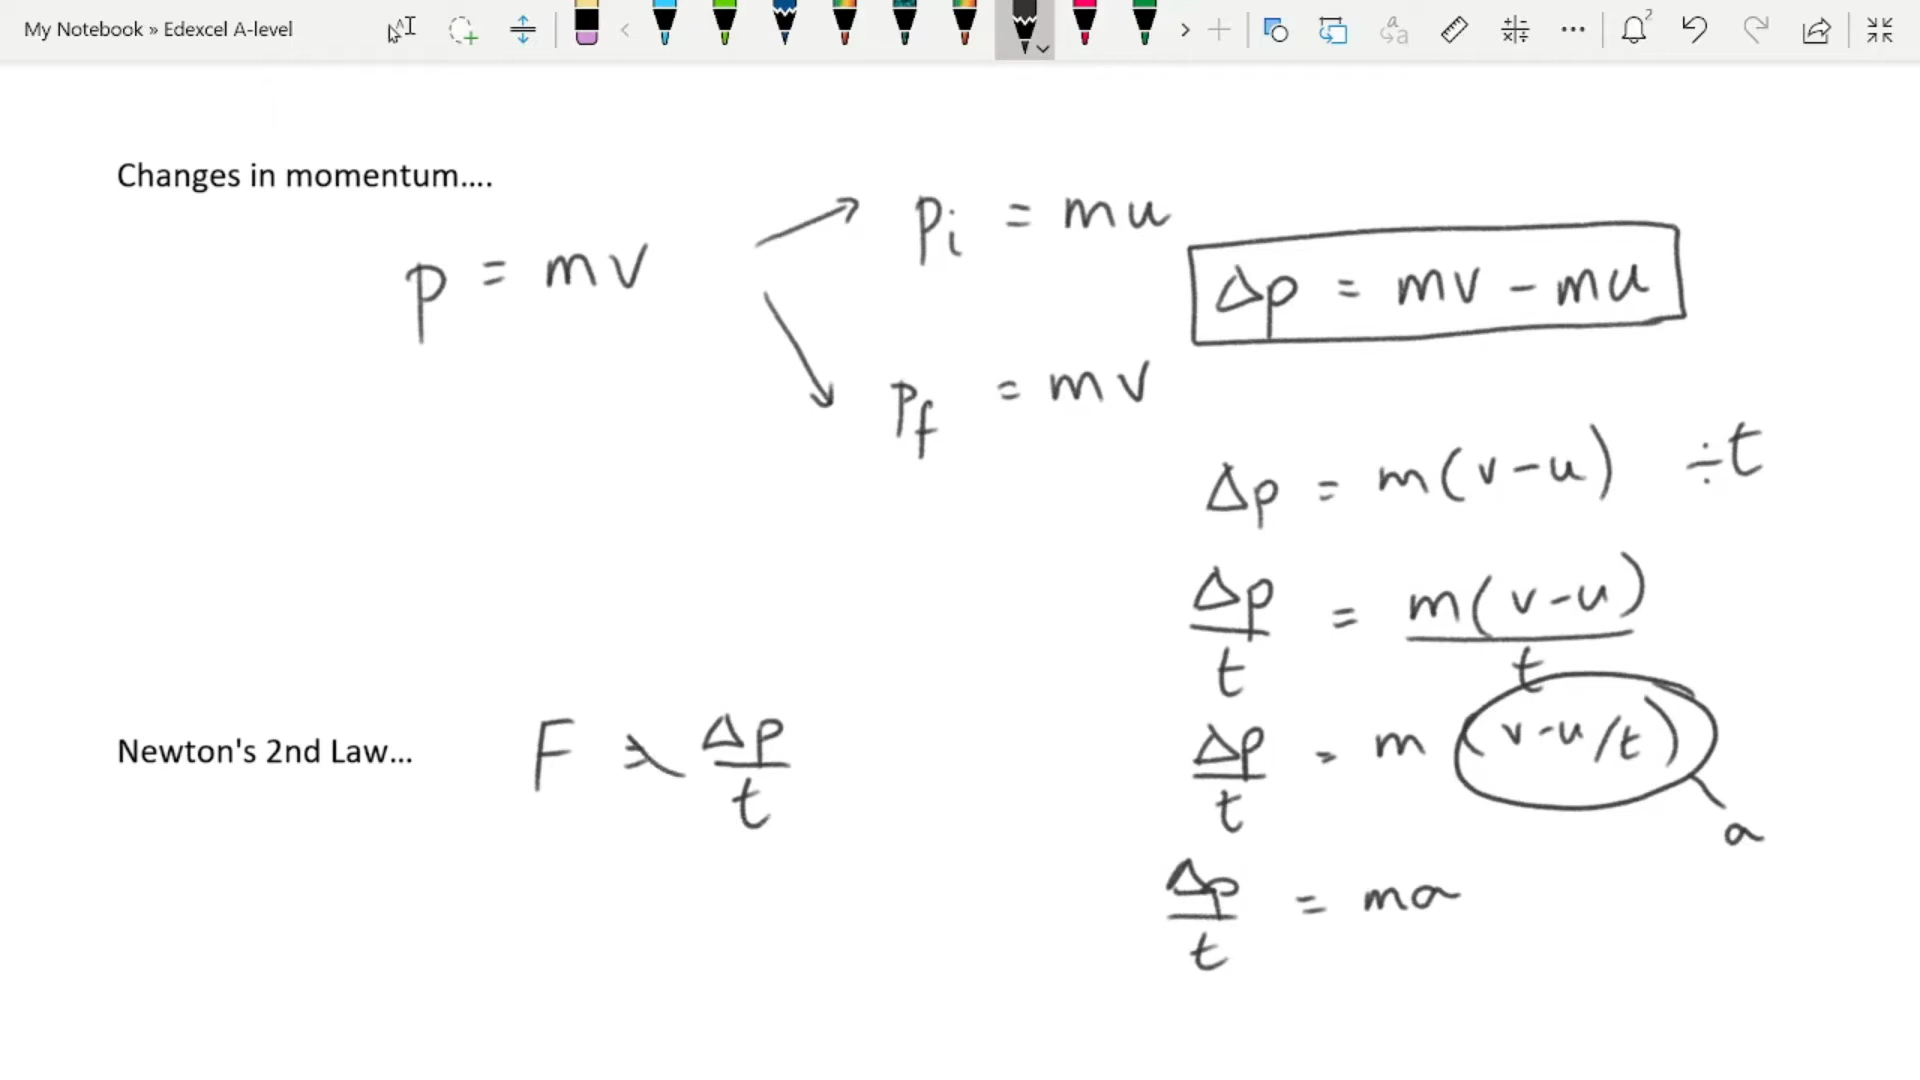 My Notebook » Edexcel A-level
Changes in momentum....
p = mv
pi = mu
pf = mv
Δp = mv - mu
Δp = m(v-u) ÷t
Δp/t = m(v-u)/t
Newton's 2nd Law...
F ∝ Δp/t
Δp/t = m (v-u/t)
a
Δp/t = ma